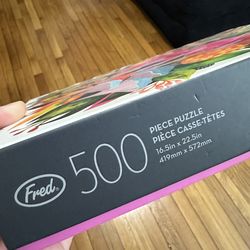 Fred®
500
PIECE PUZZLE
PIÈCE CASSE-TÊTES
16.5in x 22.5in
419mm x 572mm